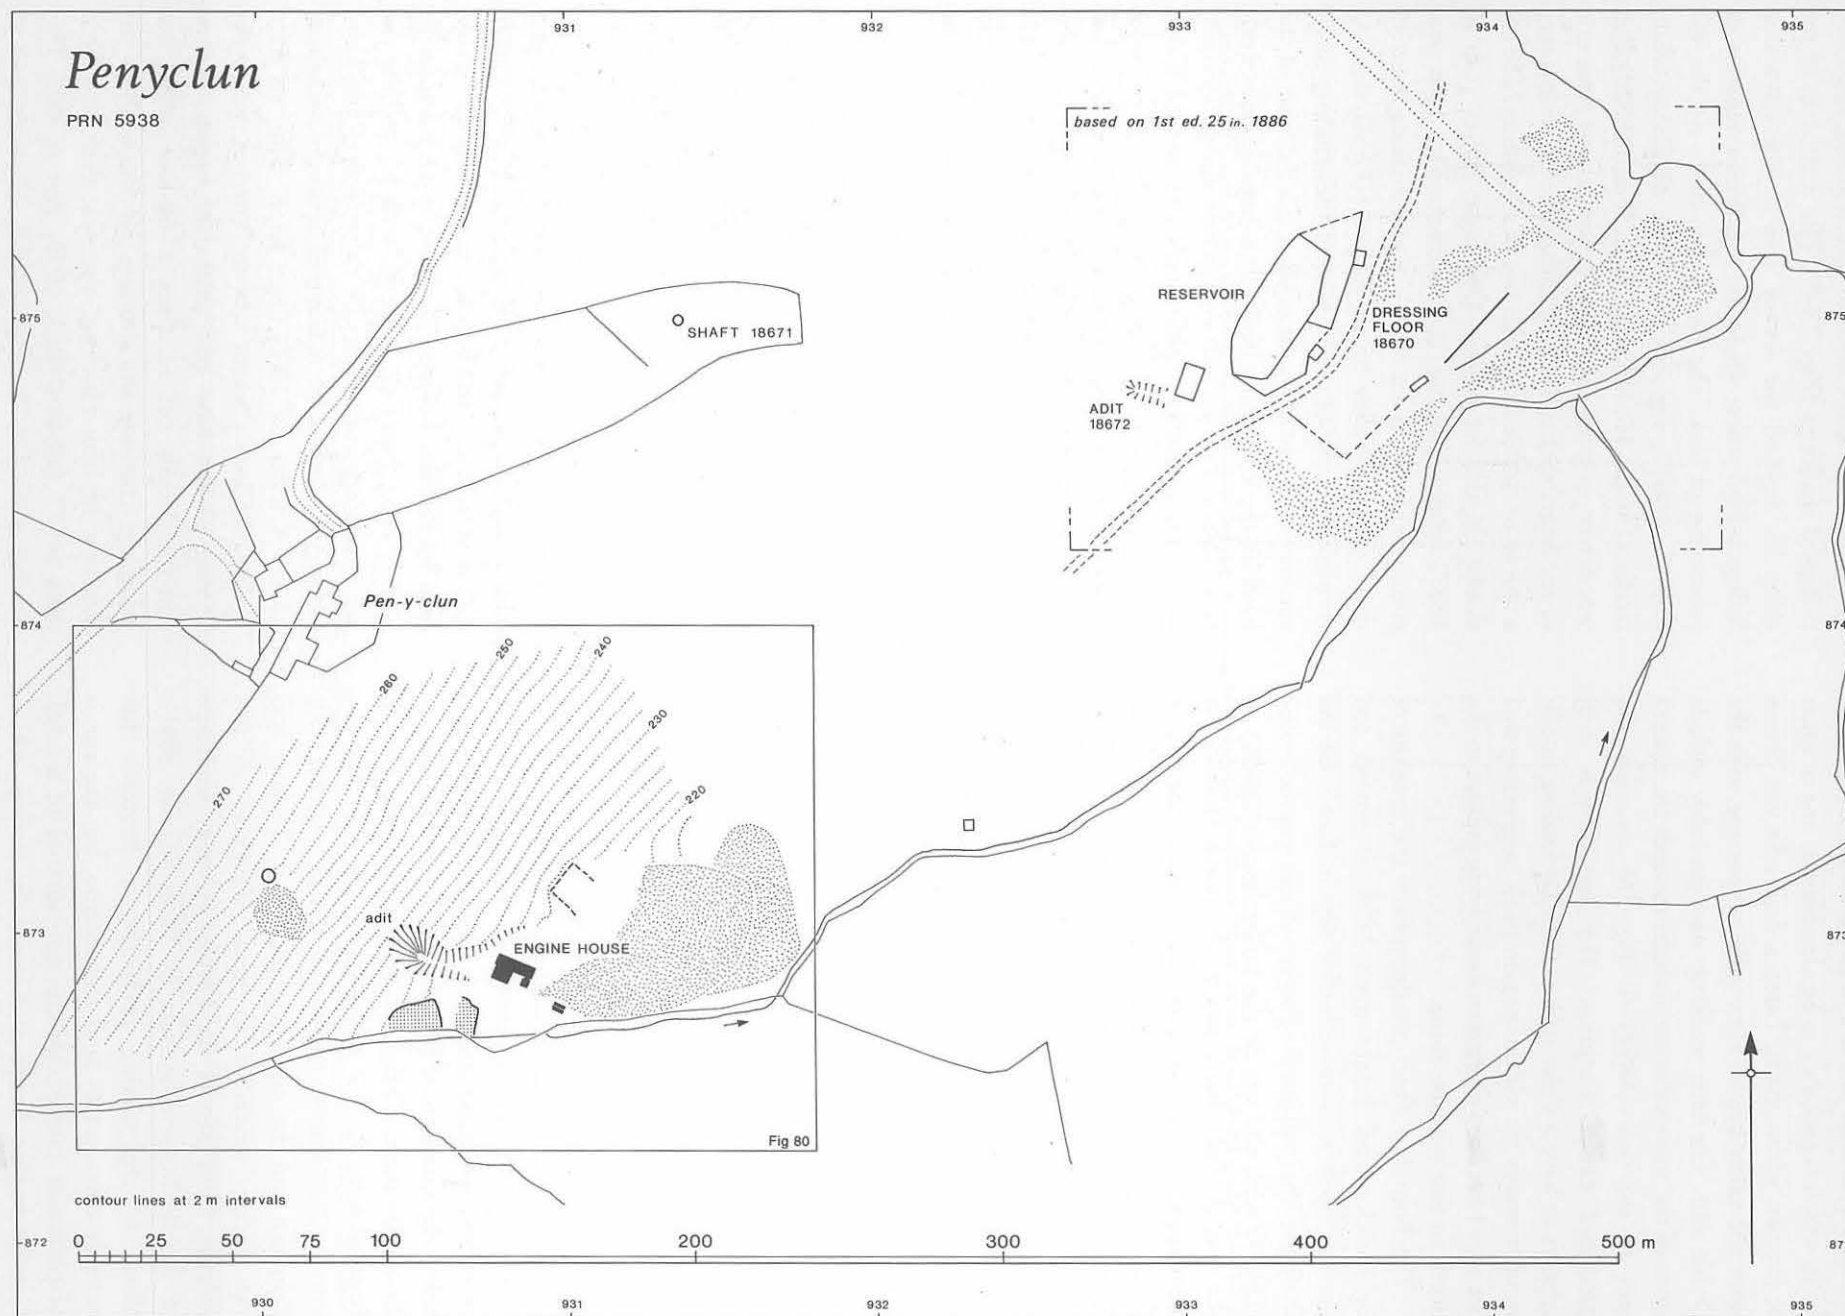 931
932
933
934
935
Penyclun
PRN 5938
based on 1st ed. 25 in. 1886
RESERVOIR
875
SHAFT 18671
DRESSING
FLOOR
18670
875
ADIT
18672
Pen-y-clun
874
874
250
240
260
230
270
220
adit
873
ENGINE HOUSE
873
Fig 80
contour lines at 2 m intervals
872
0
25
50
75
100
200
300
400
500 m
87
930
931
932
933
934
935